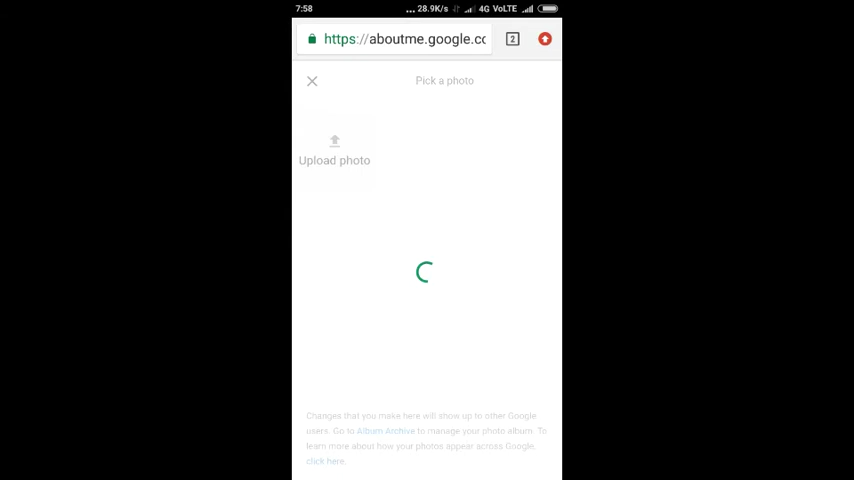 7:58 ... 28.9K/s 4G VoLTE
https://aboutme.google.cc 2
Pick a photo
Upload photo
Changes that you make here will show up to other Google
users. Go to Album Archive to manage your photo album. To
learn more about how your photos appear across Google,
click here.